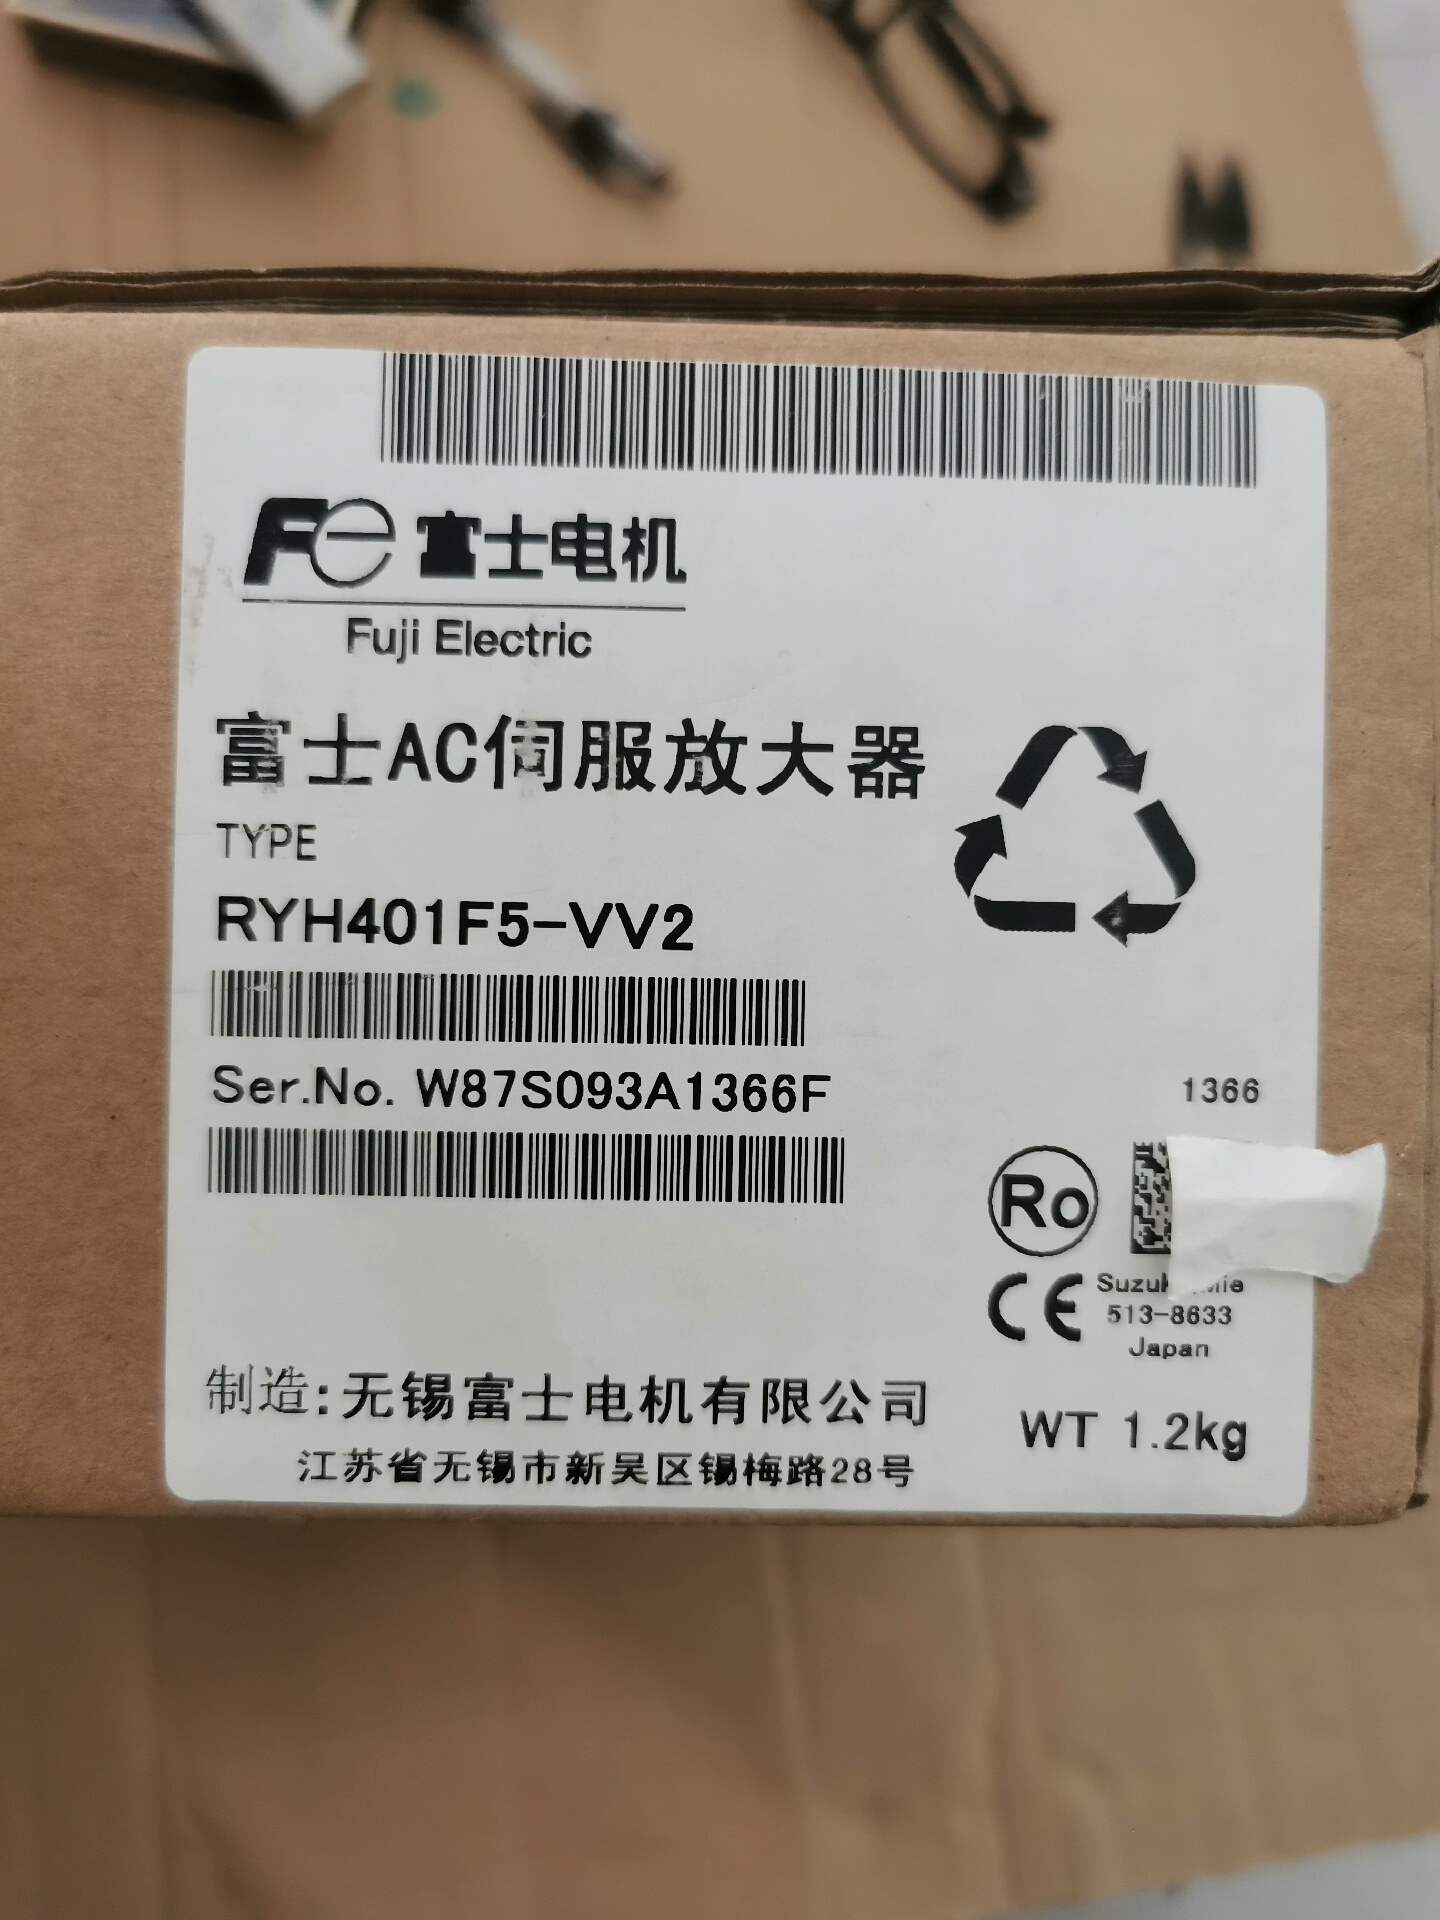 Fe 富士电机
Fuji Electric
富士AC伺服放大器
TYPE
RYH401F5-VV2
Ser.No. W87S093A1366F
1366
Ro
CE
513-8633
Japan
制造:无锡富士电机有限公司
江苏省无锡市新吴区锡梅路28号
WT 1.2kg